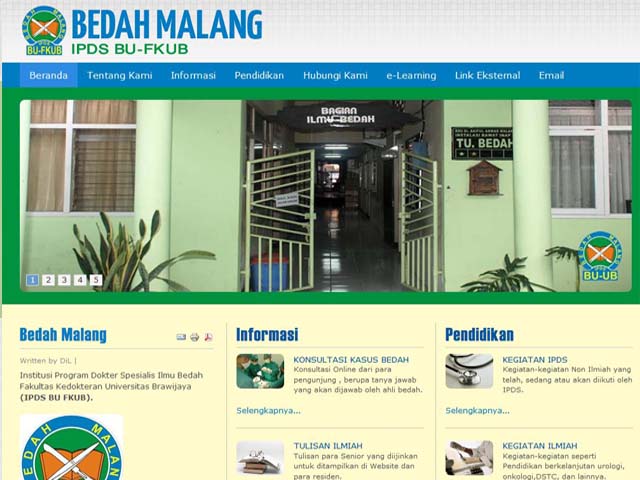 BEDAH MALANG
BU-FKUB
IPDS BU-FKUB
Beranda Tentang Kami Informasi Pendidikan Hubungi Kami e-Learning Link Eksternal Email
BAGIAN
ILMU BEDAH
TU. BEDAH
BEDAH MALANG
IPDS
BU-UB
1 2 3 4 5
Bedah Malang
Written by DiL |
Institusi Program Dokter Spesialis Ilmu Bedah
Fakultas Kedokteran Universitas Brawijaya
(IPDS BU FKUB).
BEDAH MALANG
Informasi
KONSULTASI KASUS BEDAH
Konsultasi Online dari para
pengunjung , berupa tanya jawab
yang akan dijawab oleh ahli bedah.
Selengkapnya...
TULISAN ILMIAH
Tulisan para Senior yang diijinkan
untuk ditampilkan di Website dan
para residen.
Pendidikan
KEGIATAN IPDS
Kegiatan-kegiatan Non Ilmiah yang
telah, sedang atau akan diikuti oleh
IPDS.
Selengkapnya...
KEGIATAN ILMIAH
Kegiatan-kegiatan seperti
Pendidikan berkelanjutan urologi,
onkologi,DSTC, dan lainnya.